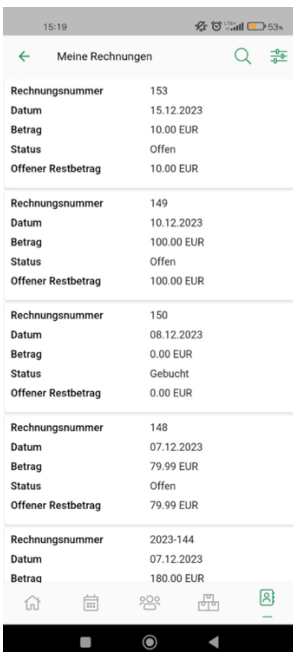 15:19 53%
Meine Rechnungen
Rechnungsnummer 153
Datum 15.12.2023
Betrag 10.00 EUR
Status Offen
Offener Restbetrag 10.00 EUR
Rechnungsnummer 149
Datum 10.12.2023
Betrag 100.00 EUR
Status Offen
Offener Restbetrag 100.00 EUR
Rechnungsnummer 150
Datum 08.12.2023
Betrag 0.00 EUR
Status Gebucht
Offener Restbetrag 0.00 EUR
Rechnungsnummer 148
Datum 07.12.2023
Betrag 79.99 EUR
Status Offen
Offener Restbetrag 79.99 EUR
Rechnungsnummer 2023-144
Datum 07.12.2023
Betrag 180.00 EUR